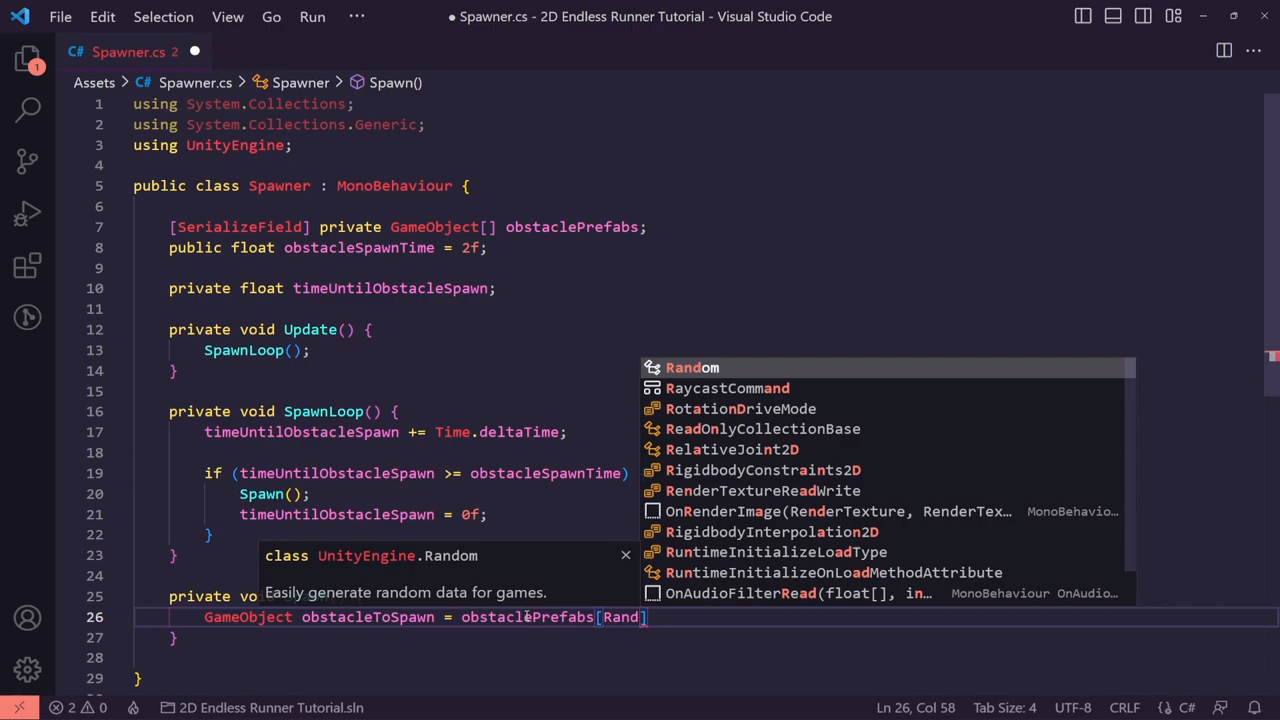 File Edit Selection View Go Run ··· ● Spawner.cs - 2D Endless Runner Tutorial - Visual Studio Code
C# Spawner.cs 2
Assets > C# Spawner.cs > Spawner > Spawn()
1
1 using System.Collections;
2 using System.Collections.Generic;
3 using UnityEngine;
4
5 public class Spawner : MonoBehaviour {
6
7 [SerializeField] private GameObject[] obstaclePrefabs;
8 public float obstacleSpawnTime = 2f;
9
10 private float timeUntilObstacleSpawn;
11
12 private void Update() {
13 SpawnLoop();
14 }
15
16 private void SpawnLoop() {
17 timeUntilObstacleSpawn += Time.deltaTime;
18
19 if (timeUntilObstacleSpawn >= obstacleSpawnTime)
20 Spawn();
21 timeUntilObstacleSpawn = 0f;
22 }
23 }
24
25 private vo
26 GameObject obstacleToSpawn = obstaclePrefabs[Rand]
27 }
28
29 }
Random
RaycastCommand
RotationDriveMode
ReadOnlyCollectionBase
RelativeJoint2D
RigidbodyConstraints2D
RenderTextureReadWrite
OnRenderImage(RenderTexture, RenderTex... MonoBehavio...
RigidbodyInterpolation2D
RuntimeInitializeLoadType
RuntimeInitializeOnLoadMethodAttribute
OnAudioFilterRead(float[], in... MonoBehaviour OnAudio...
class UnityEngine.Random
Easily generate random data for games.
2 0 2D Endless Runner Tutorial.sln Ln 26, Col 58 Tab Size: 4 UTF-8 CRLF C#